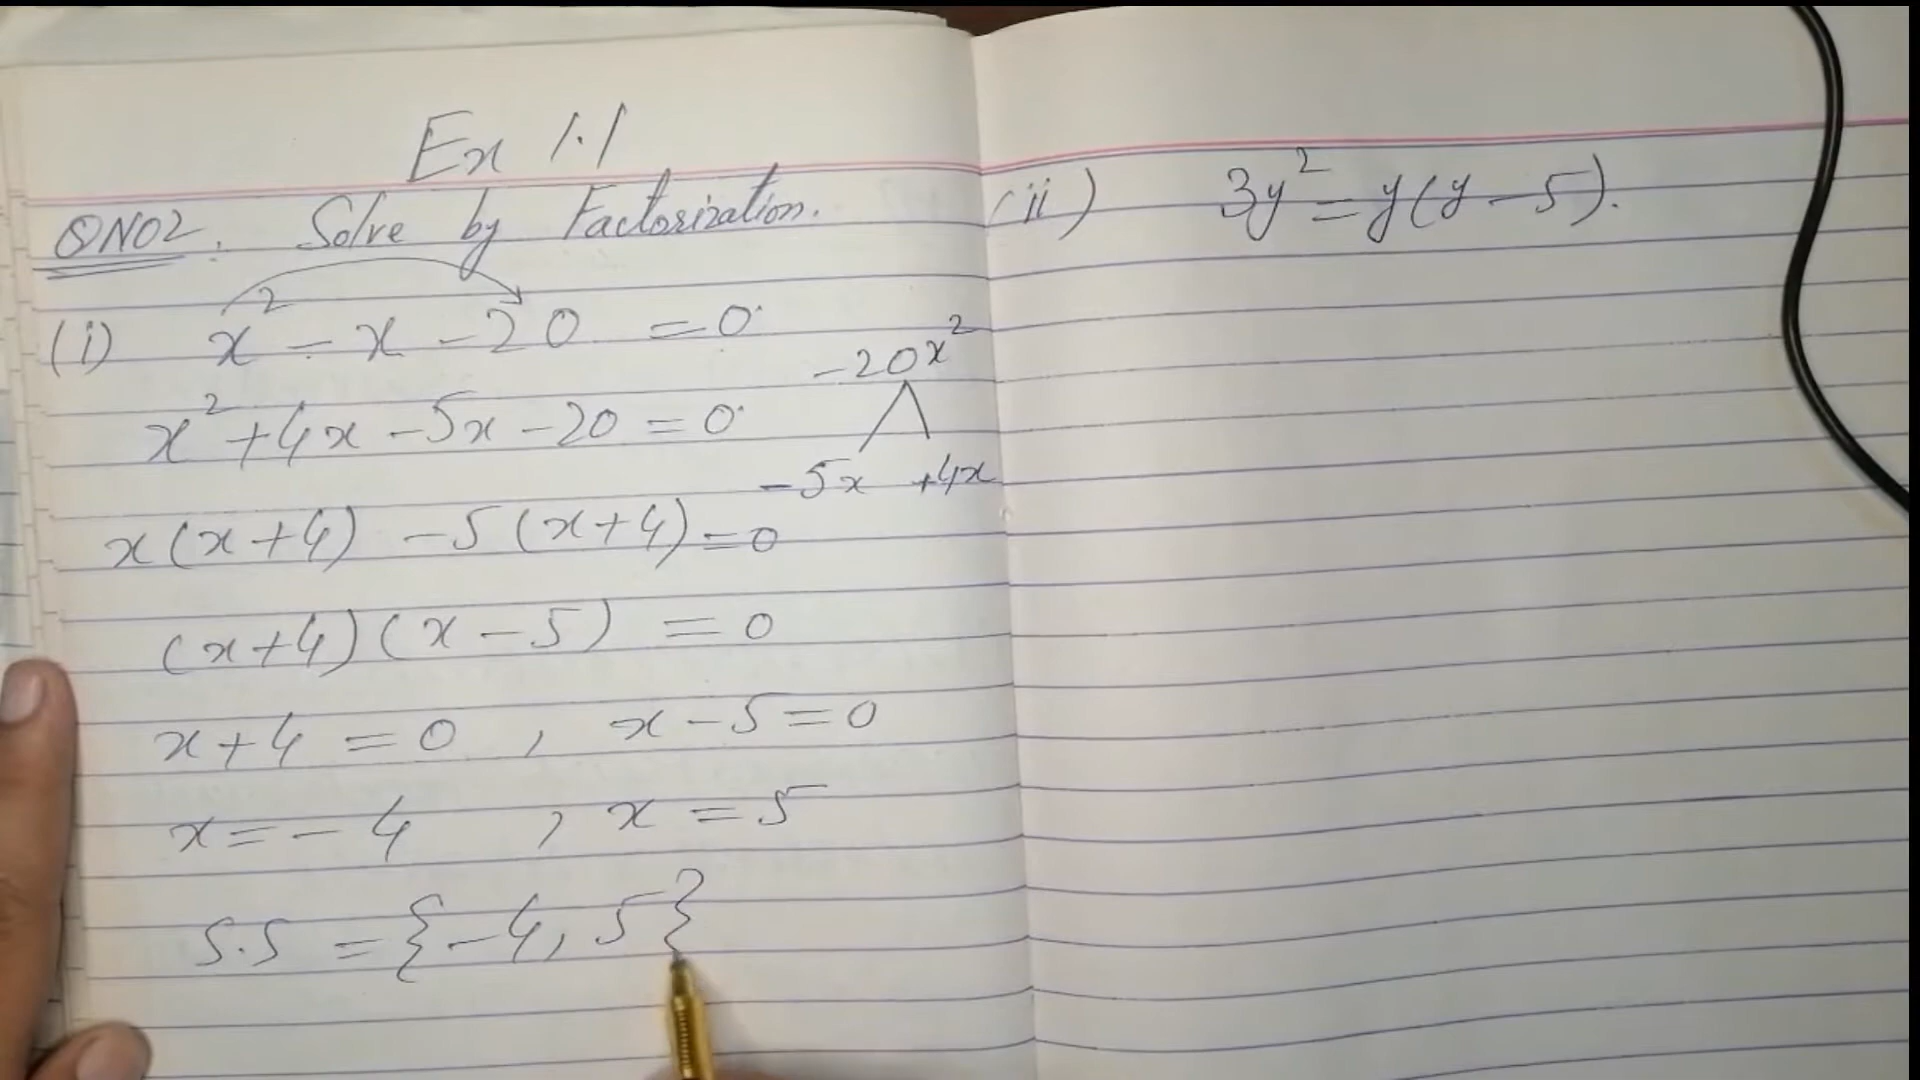 Ex 1.1
QNO2. Solve by Factorization.
(i) x² - x - 20 = 0
-20x²
x² + 4x - 5x - 20 = 0
-5x +4x
x(x+4) - 5(x+4) = 0
(x+4)(x-5) = 0
x+4 = 0 , x-5 = 0
x = -4 , x = 5
S.S = {-4, 5}
(ii) 3y² = y(y-5).